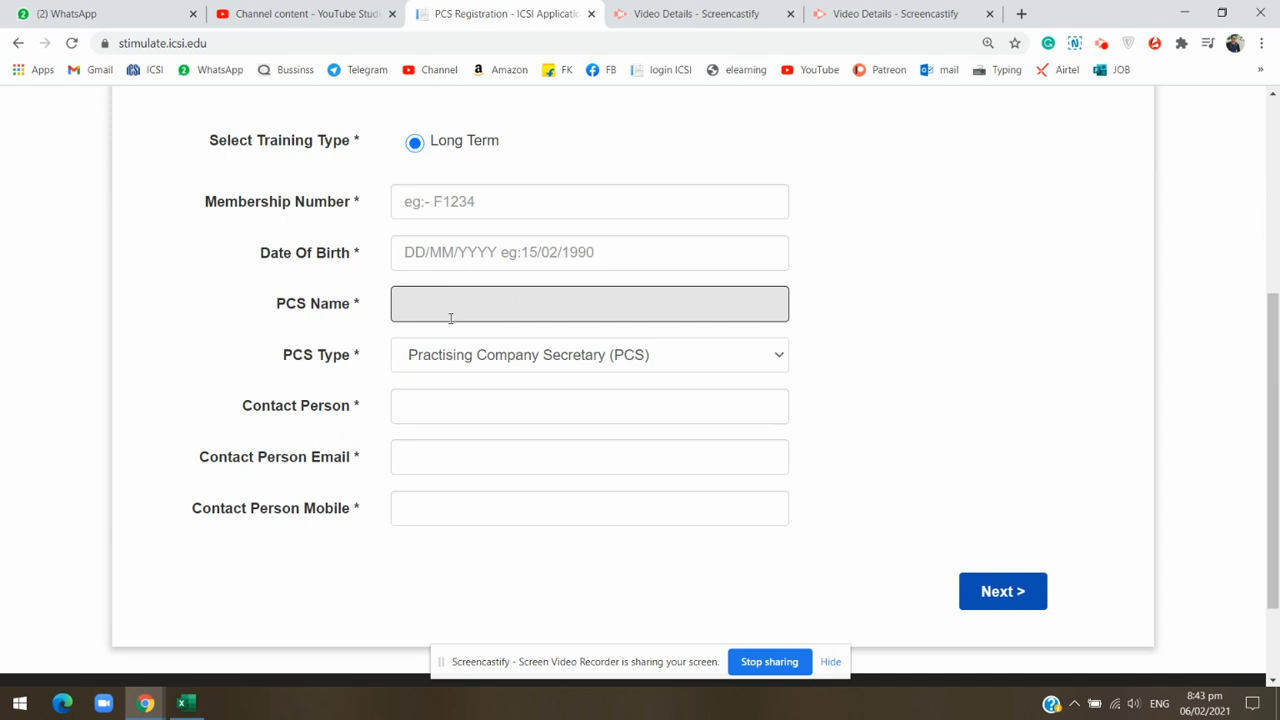 (2) WhatsApp
Channel content - YouTube Studi
PCS Registration - ICSI Applicatio
Video Details - Screencastify
Video Details - Screencastify
stimulate.icsi.edu
Apps
Gmail
ICSI
WhatsApp
Bussinss
Telegram
Channel
Amazon
FK
FB
login ICSI
elearning
YouTube
Patreon
mail
Typing
Airtel
JOB
»
Select Training Type *
Long Term
Membership Number *
eg:- F1234
Date Of Birth *
DD/MM/YYYY eg:15/02/1990
PCS Name *
PCS Type *
Practising Company Secretary (PCS)
Contact Person *
Contact Person Email *
Contact Person Mobile *
Next >
Screencastify - Screen Video Recorder is sharing your screen.
Stop sharing
Hide
ENG
8:43 pm
06/02/2021